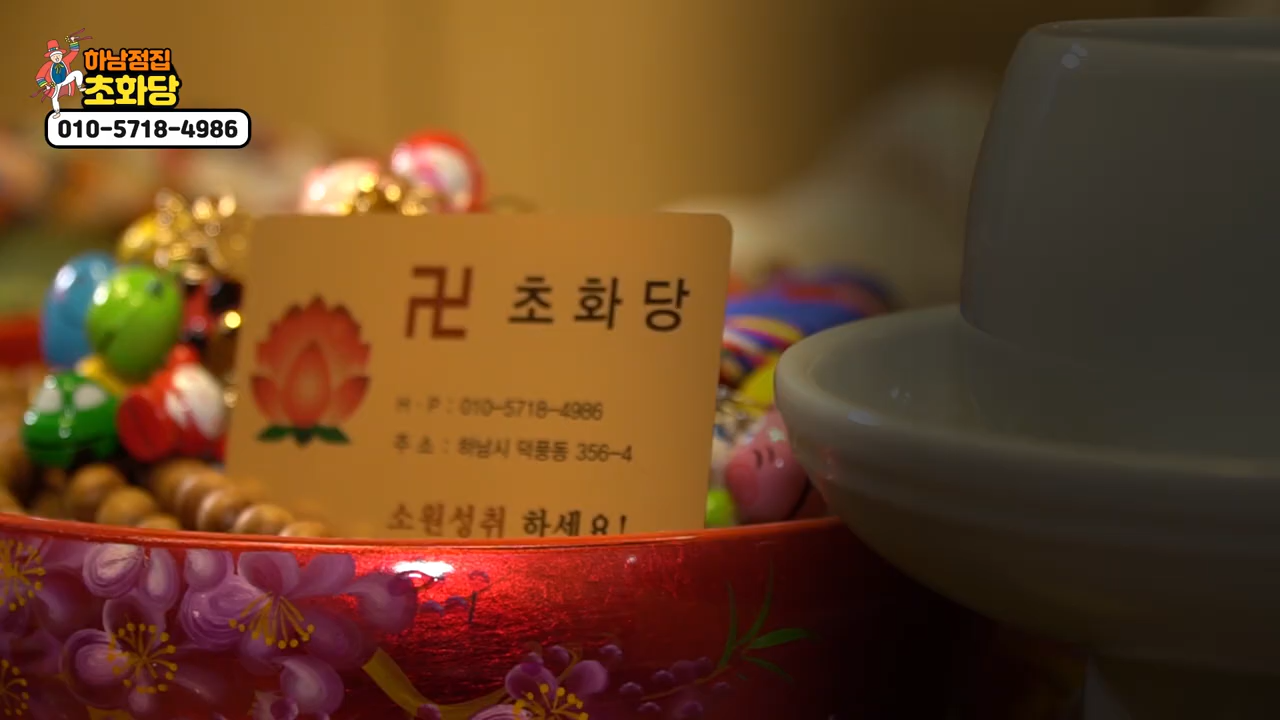 하남점집
초화당
010-5718-4986
卍 초화당
H·P : 010-5718-4986
주소 : 하남시 덕풍동 356-4
소원성취 하세요!